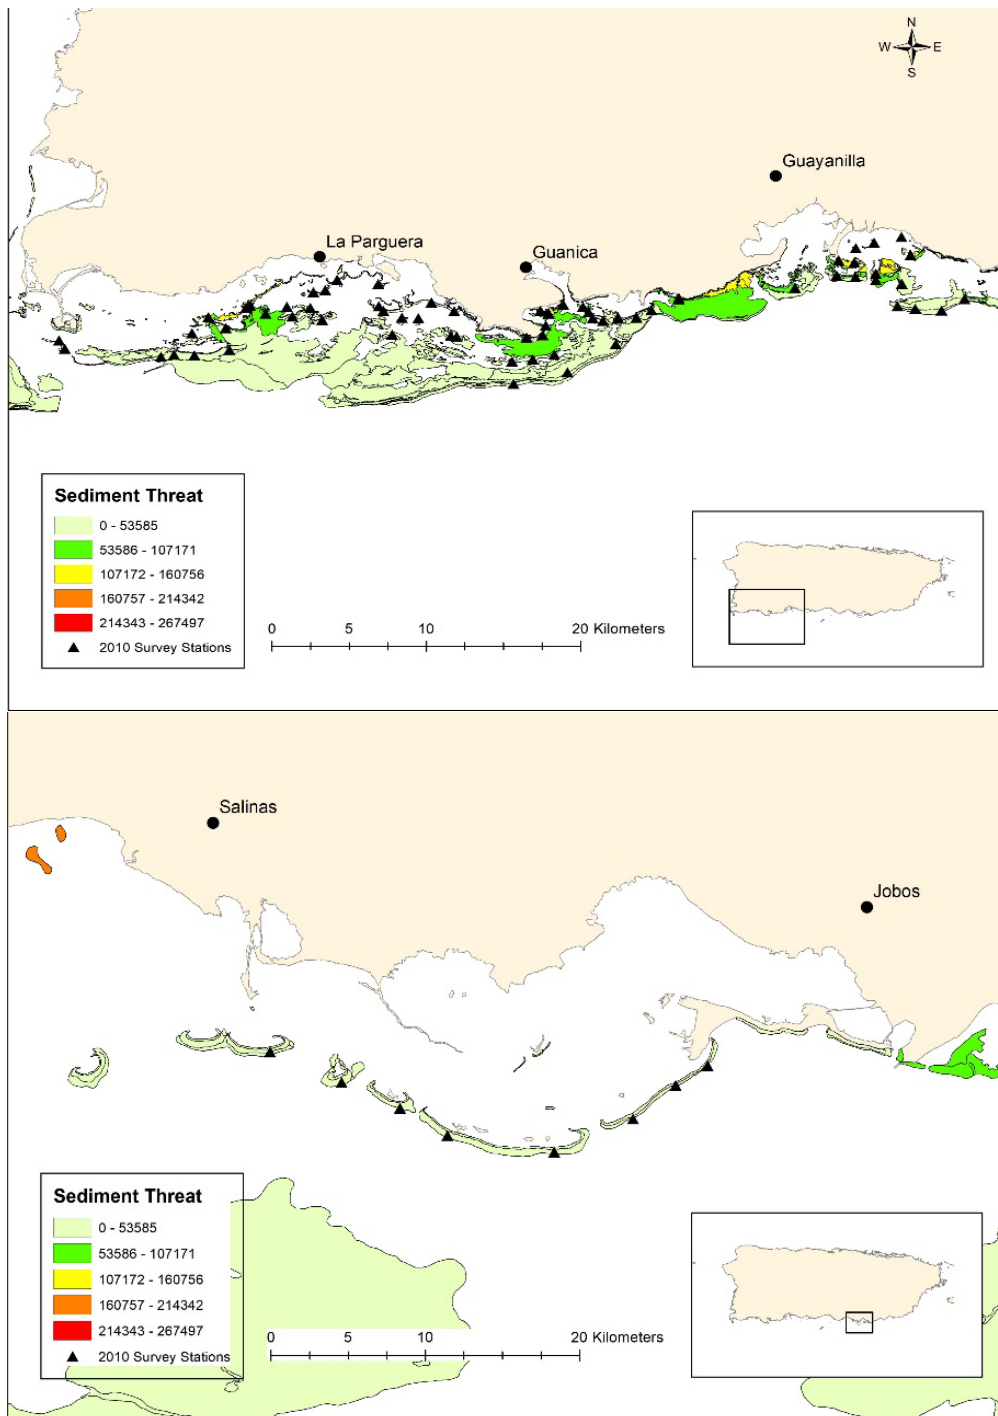 N
W E
S
Guayanilla
La Parguera
Guanica
Sediment Threat
0 - 53585
53586 - 107171
107172 - 160756
160757 - 214342
214343 - 267497
2010 Survey Stations
0 5 10 20 Kilometers
Salinas
Jobos
Sediment Threat
0 - 53585
53586 - 107171
107172 - 160756
160757 - 214342
214343 - 267497
2010 Survey Stations
0 5 10 20 Kilometers